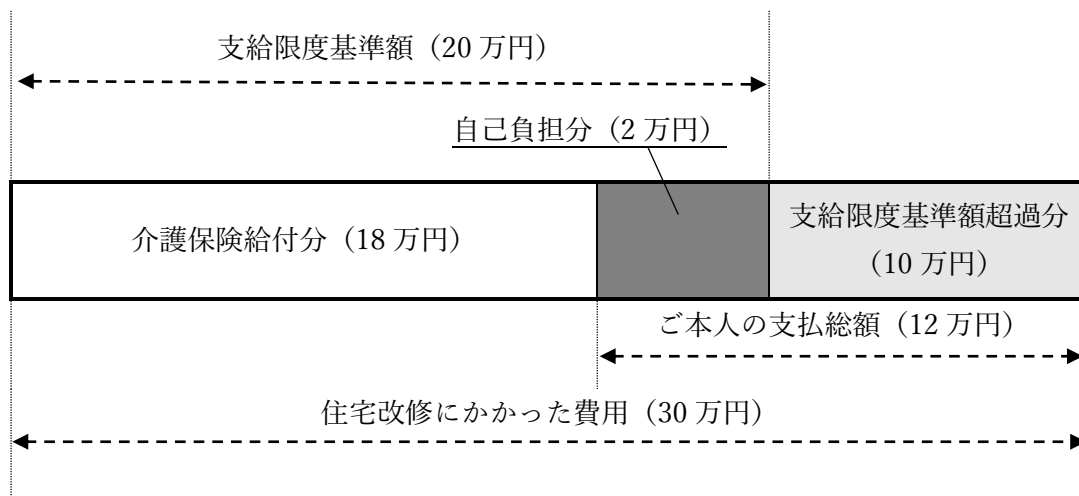 支給限度基準額（20 万円）
自己負担分（2 万円）
介護保険給付分（18 万円）
支給限度基準額超過分
（10 万円）
ご本人の支払総額（12 万円）
住宅改修にかかった費用（30 万円）